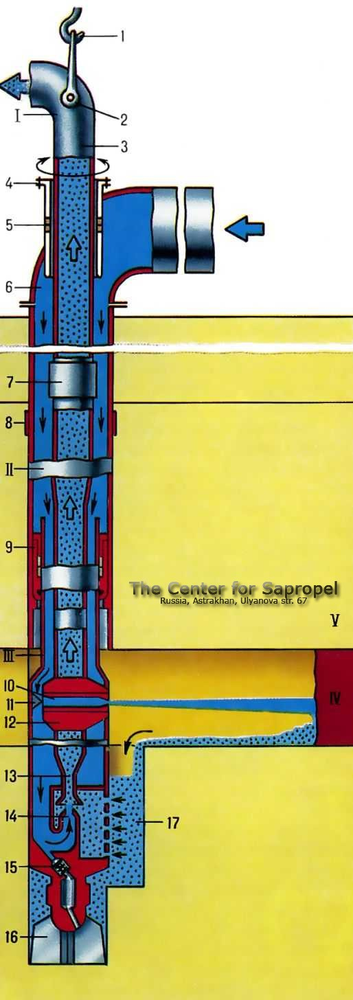 1
I
2
3
4
5
6
7
8
II
9
The Center for Sapropel
Russia, Astrakhan, Ulyanova str. 67
V
III
10
IV
11
12
13
14
17
15
16